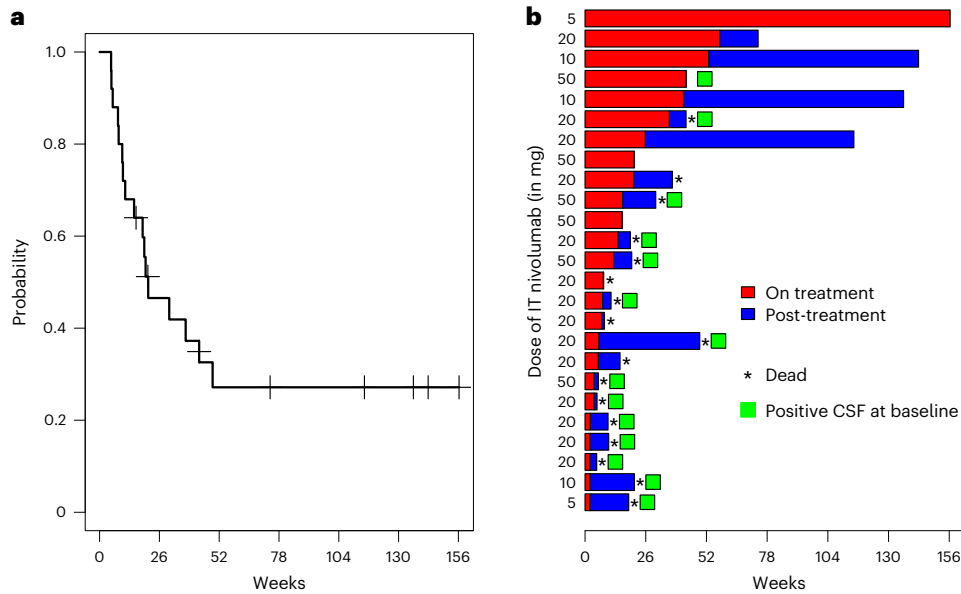 a
1.0
0.8
0.6
0.4
0.2
0
Probability
0 26 52 78 104 130 156
Weeks
b
Dose of IT nivolumab (in mg)
5
20
10
50
10
20
20
50
20
50
50
20
50
20
20
20
20
20
50
20
20
20
20
10
5
On treatment
Post-treatment
* Dead
Positive CSF at baseline
0 26 52 78 104 130 156
Weeks